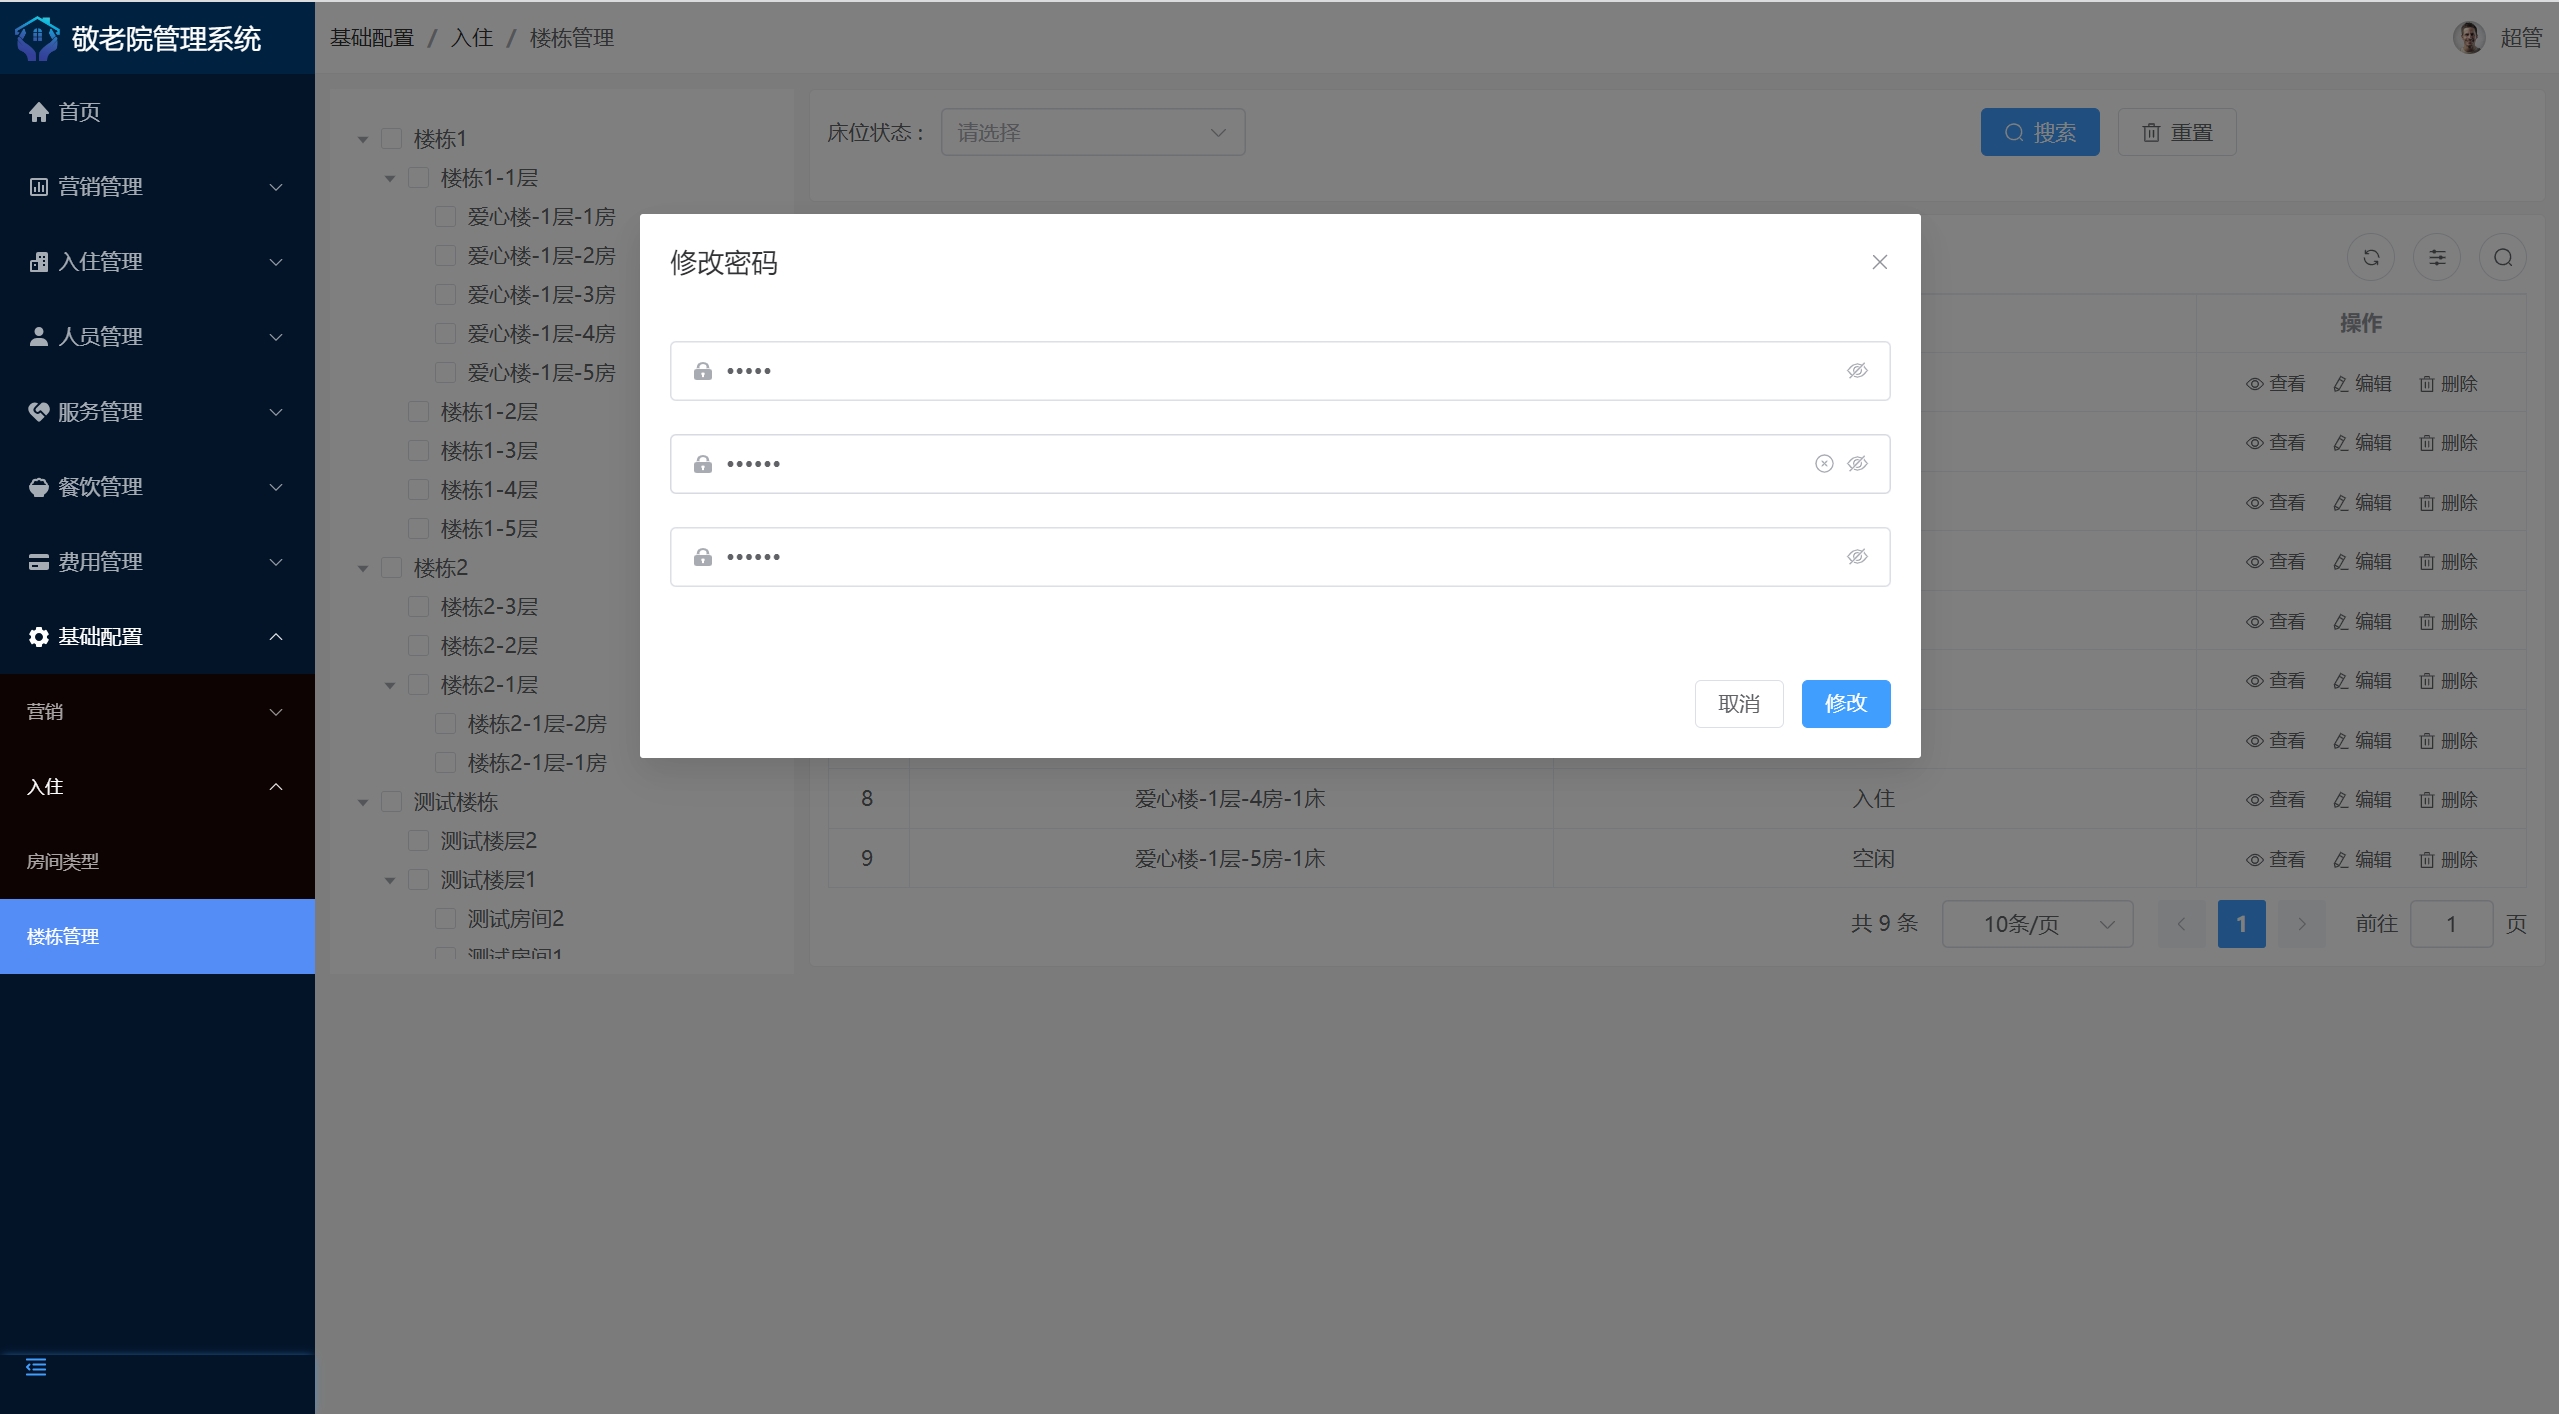 敬老院管理系统
基础配置 / 入住 / 楼栋管理
超管
首页
营销管理
入住管理
人员管理
服务管理
餐饮管理
费用管理
基础配置
营销
入住
房间类型
楼栋管理
楼栋1
楼栋1-1层
爱心楼-1层-1房
爱心楼-1层-2房
爱心楼-1层-3房
爱心楼-1层-4房
爱心楼-1层-5房
楼栋1-2层
楼栋1-3层
楼栋1-4层
楼栋1-5层
楼栋2
楼栋2-3层
楼栋2-2层
楼栋2-1层
楼栋2-1层-2房
楼栋2-1层-1房
测试楼栋
测试楼层2
测试楼层1
测试房间2
测试房间1
床位状态：
请选择
搜索
重置
修改密码
•••••
••••••
••••••
取消
修改
操作
查看 编辑 删除
查看 编辑 删除
查看 编辑 删除
查看 编辑 删除
查看 编辑 删除
查看 编辑 删除
查看 编辑 删除
8 爱心楼-1层-4房-1床 入住 查看 编辑 删除
9 爱心楼-1层-5房-1床 空闲 查看 编辑 删除
共 9 条 10条/页 1 前往 1 页